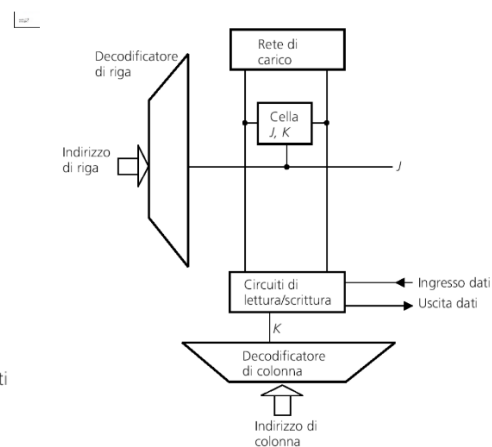 Rete di
carico
Decodificatore
di riga
Cella
J, K
Indirizzo
di riga
J
Circuiti di
lettura/scrittura
Ingresso dati
Uscita dati
K
Decodificatore
di colonna
ti
Indirizzo di
colonna